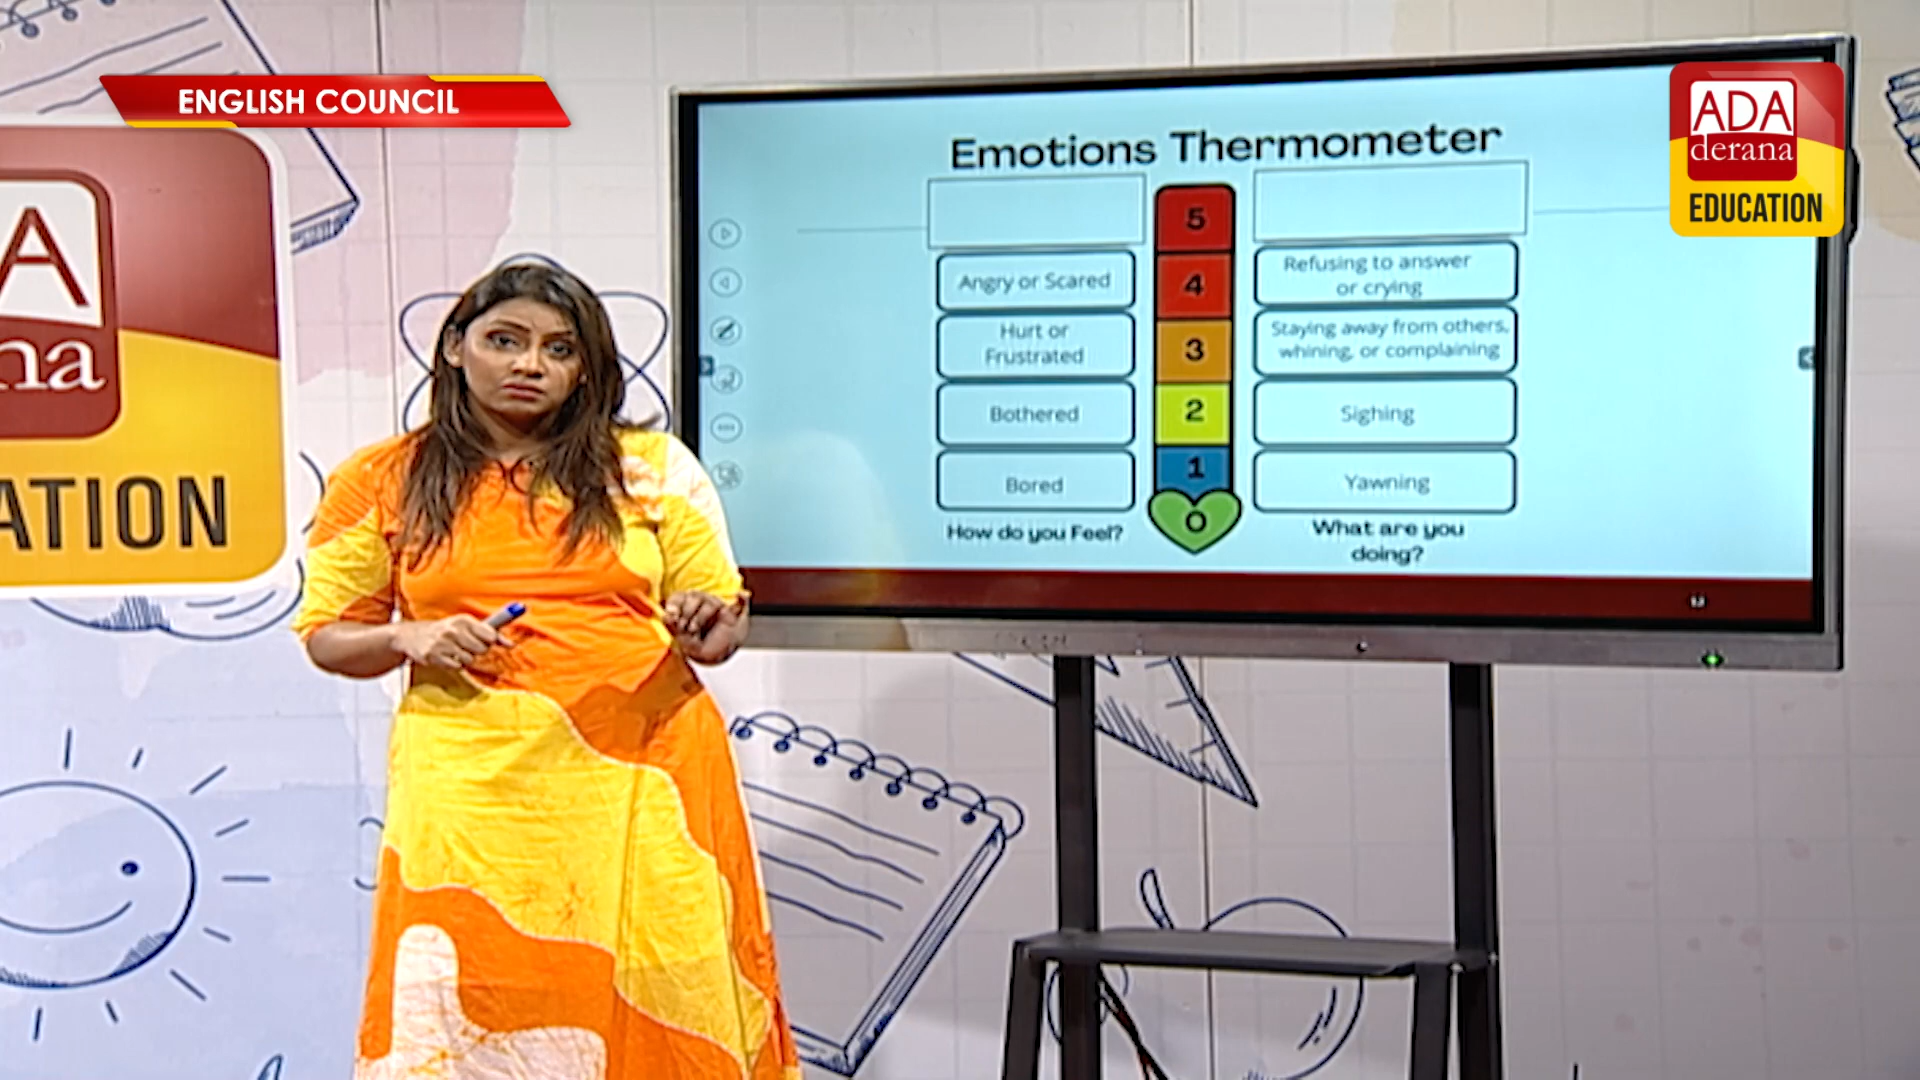 ENGLISH COUNCIL
ADA
derana
EDUCATION
A
na
ATION
Emotions Thermometer
5
Angry or Scared
4
Refusing to answer
or crying
Hurt or
Frustrated
3
Staying away from others,
whining, or complaining
Bothered
2
Sighing
Bored
1
Yawning
0
How do you Feel?
What are you
doing?